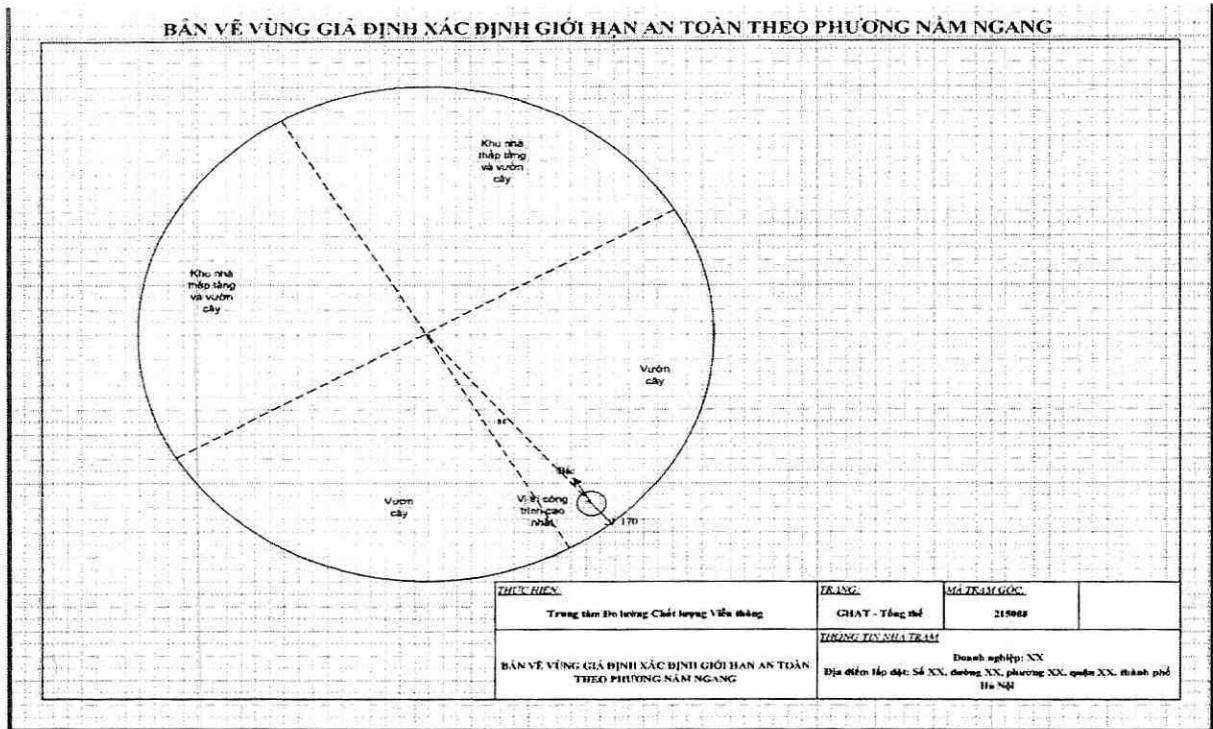 BẢN VẼ VÙNG GIẢ ĐỊNH XÁC ĐỊNH GIỚI HẠN AN TOÀN THEO PHƯƠNG NẰM NGANG
Khu nhà
thấp tầng
và vườn
cây
Khu nhà
thấp tầng
và vườn
cây
Vườn
cây
Bắc
Vườn
cây
Vị trí công
trình cao
nhất
170
THỰC HIỆN:
Trung tâm Đo lường Chất lượng Viễn thông
TRANG:
GHAT - Tổng thể
MÃ TRẠM GỐC:
215088
BẢN VẼ VÙNG GIẢ ĐỊNH XÁC ĐỊNH GIỚI HẠN AN TOÀN
THEO PHƯƠNG NẰM NGANG
THÔNG TIN NHÀ TRẠM
Doanh nghiệp: XX
Địa điểm lắp đặt: Số XX, đường XX, phường XX, quận XX, thành phố
Hà Nội